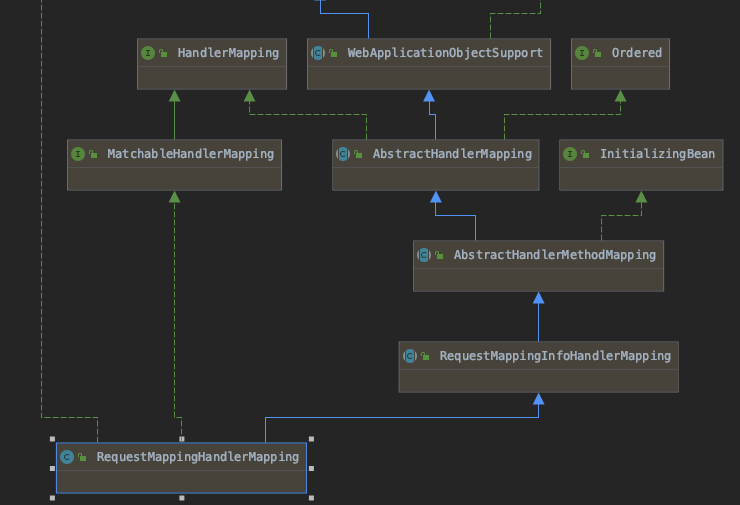 HandlerMapping
WebApplicationObjectSupport
Ordered
MatchableHandlerMapping
AbstractHandlerMapping
InitializingBean
AbstractHandlerMethodMapping
RequestMappingInfoHandlerMapping
RequestMappingHandlerMapping